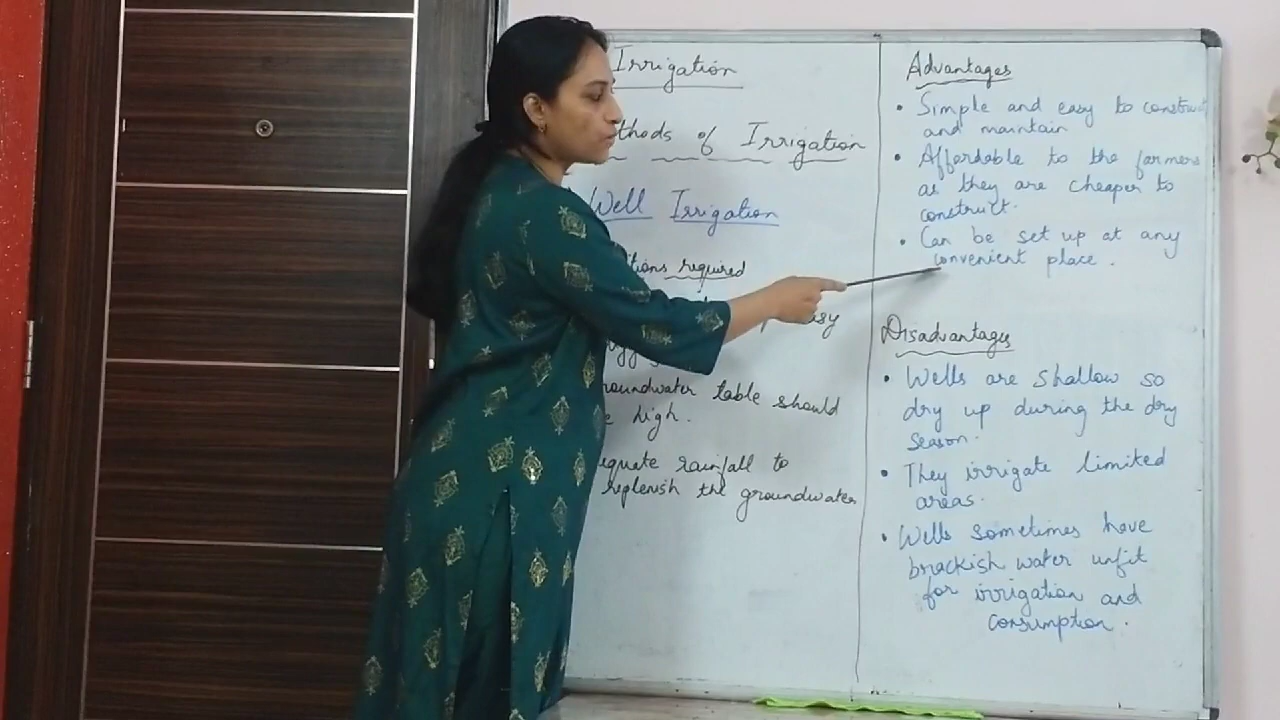 Irrigation
thods of Irrigation
Well Irrigation
tions required
sy
roundwater table should
e high.
equate rainfall to
replenish the groundwater
Advantages
• Simple and easy to construct
and maintain
• Affordable to the farmers
as they are cheaper to
construct.
• Can be set up at any
convenient place.
Disadvantages
• Wells are shallow so
dry up during the dry
season.
• They irrigate limited
areas.
• Wells sometimes have
brackish water unfit
for irrigation and
consumption.